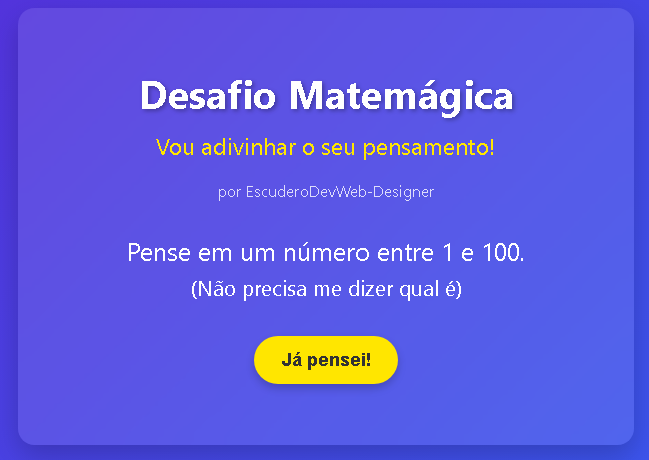 Desafio Matemágica
Vou adivinhar o seu pensamento!
por EscuderoDevWeb-Designer
Pense em um número entre 1 e 100.
(Não precisa me dizer qual é)
Já pensei!